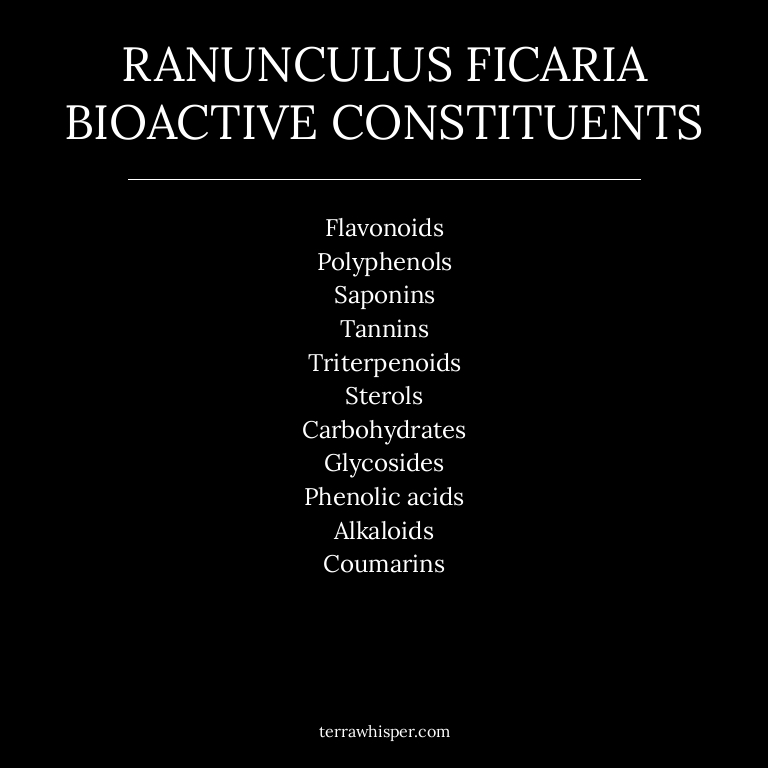 RANUNCULUS FICARIA
BIOACTIVE CONSTITUENTS
Flavonoids
Polyphenols
Saponins
Tannins
Triterpenoids
Sterols
Carbohydrates
Glycosides
Phenolic acids
Alkaloids
Coumarins
terrawhisper.com